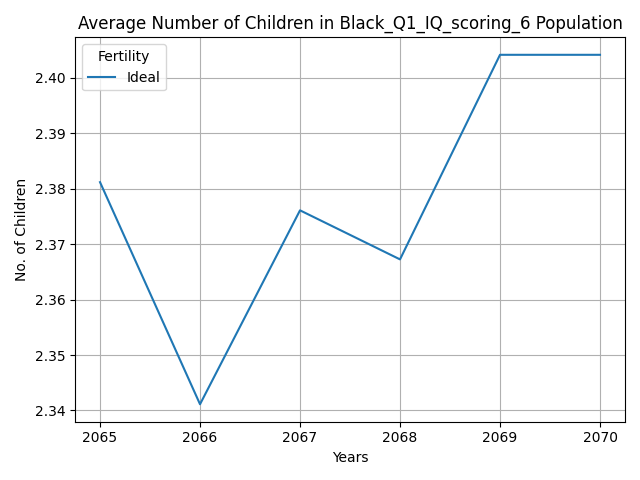 Average Number of Children in Black_Q1_IQ_scoring_6 Population
Fertility
Ideal
2.40
2.39
2.38
2.37
2.36
2.35
2.34
No. of Children
2065 2066 2067 2068 2069 2070
Years